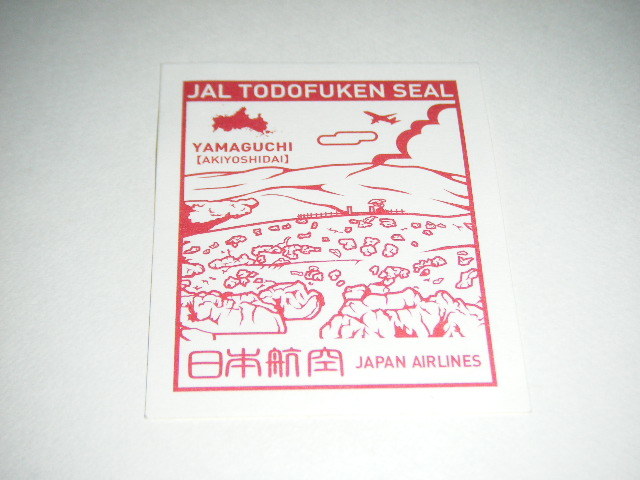 JAL TODOFUKEN SEAL
YAMAGUCHI
[AKIYOSHIDAI]
日本航空 JAPAN AIRLINES